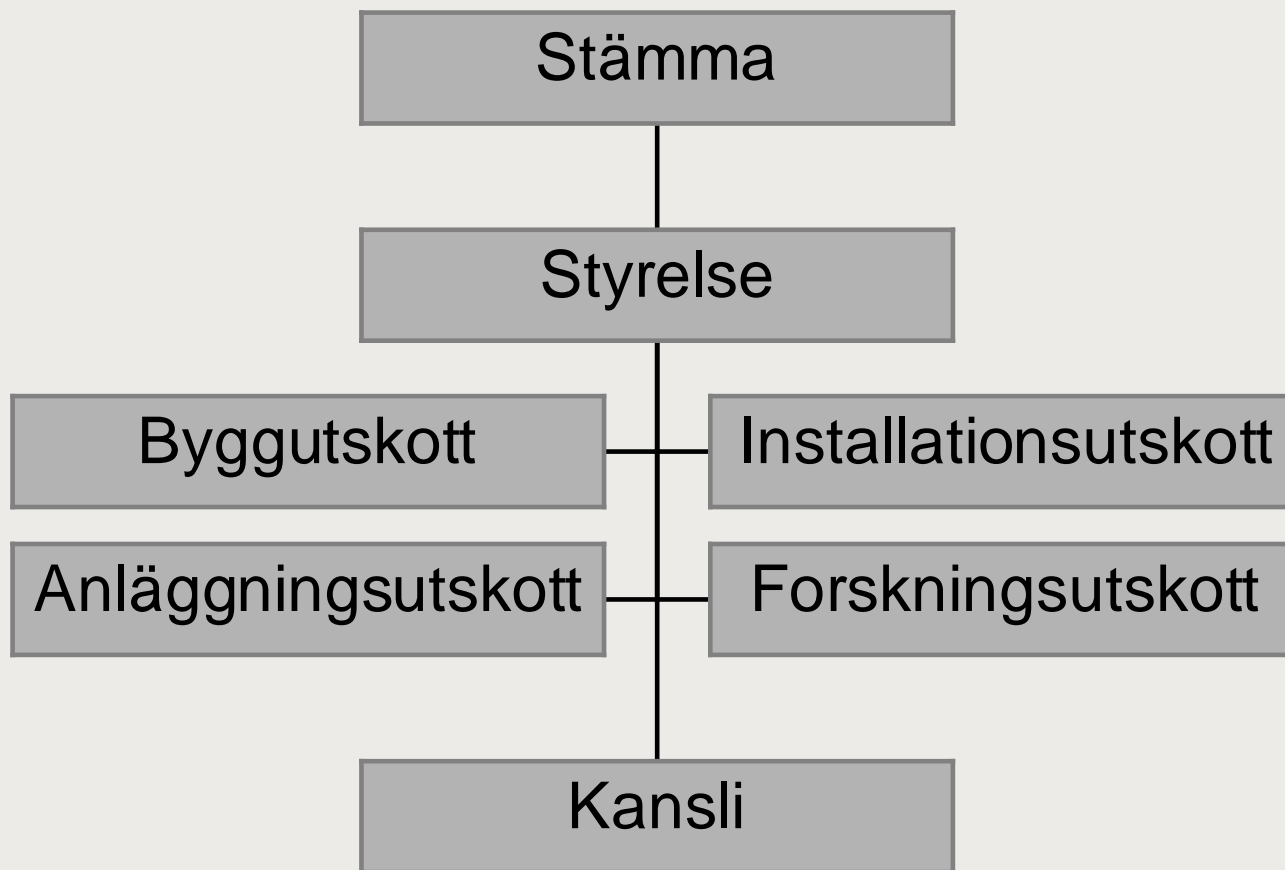 Stämma
Styrelse
Byggutskott
Installationsutskott
Anläggningsutskott
Forskningsutskott
Kansli